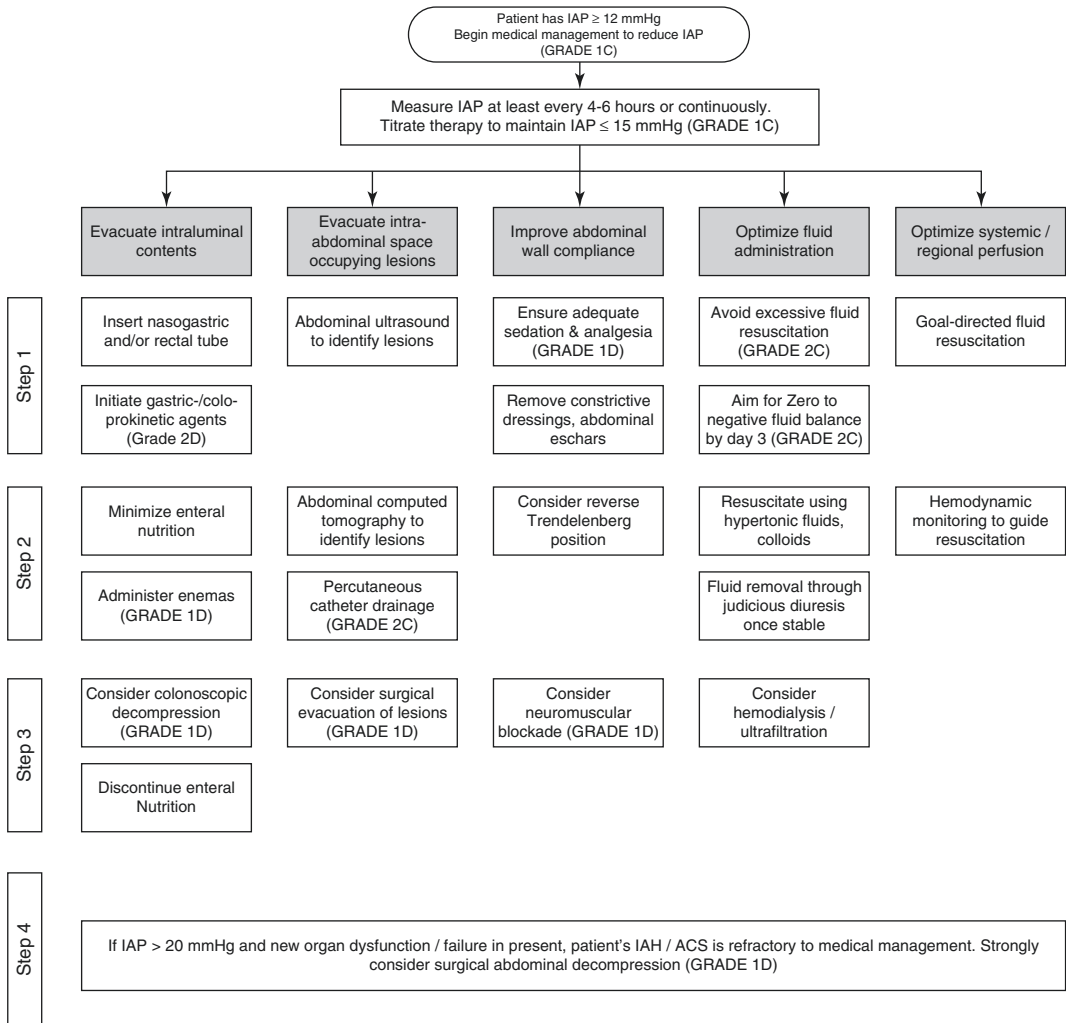 Patient has IAP ≥ 12 mmHg
Begin medical management to reduce IAP
(GRADE 1C)
Measure IAP at least every 4-6 hours or continuously.
Titrate therapy to maintain IAP ≤ 15 mmHg (GRADE 1C)
Evacuate intraluminal
contents
Evacuate intra-
abdominal space
occupying lesions
Improve abdominal
wall compliance
Optimize fluid
administration
Optimize systemic /
regional perfusion
Step 1
Insert nasogastric
and/or rectal tube
Abdominal ultrasound
to identify lesions
Ensure adequate
sedation & analgesia
(GRADE 1D)
Avoid excessive fluid
resuscitation
(GRADE 2C)
Goal-directed fluid
resuscitation
Initiate gastric-/colo-
prokinetic agents
(Grade 2D)
Remove constrictive
dressings, abdominal
eschars
Aim for Zero to
negative fluid balance
by day 3 (GRADE 2C)
Step 2
Minimize enteral
nutrition
Abdominal computed
tomography to
identify lesions
Consider reverse
Trendelenberg
position
Resuscitate using
hypertonic fluids,
colloids
Hemodynamic
monitoring to guide
resuscitation
Administer enemas
(GRADE 1D)
Percutaneous
catheter drainage
(GRADE 2C)
Fluid removal through
judicious diuresis
once stable
Step 3
Consider colonoscopic
decompression
(GRADE 1D)
Consider surgical
evacuation of lesions
(GRADE 1D)
Consider
neuromuscular
blockade (GRADE 1D)
Consider
hemodialysis /
ultrafiltration
Discontinue enteral
Nutrition
Step 4
If IAP > 20 mmHg and new organ dysfunction / failure in present, patient's IAH / ACS is refractory to medical management. Strongly
consider surgical abdominal decompression (GRADE 1D)